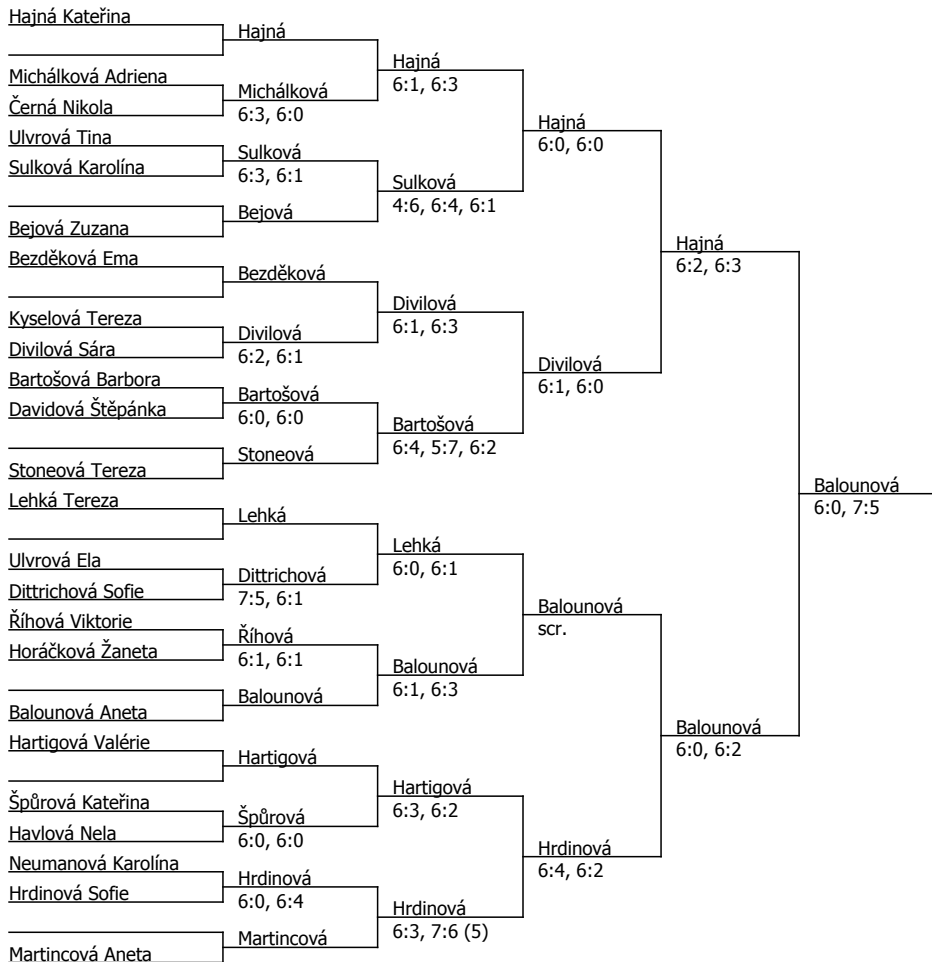 Hajná Kateřina
Michálková Adriena
Černá Nikola
Ulvrová Tina
Sulková Karolína
Bejová Zuzana
Bezděková Ema
Kyselová Tereza
Divilová Sára
Bartošová Barbora
Davidová Štěpánka
Stoneová Tereza
Lehká Tereza
Ulvrová Ela
Dittrichová Sofie
Říhová Viktorie
Horáčková Žaneta
Balounová Aneta
Hartigová Valérie
Špůrová Kateřina
Havlová Nela
Neumanová Karolína
Hrdinová Sofie
Martincová Aneta
Hajná
Michálková
6:3, 6:0
Sulková
6:3, 6:1
Bejová
Bezděková
Divilová
6:2, 6:1
Bartošová
6:0, 6:0
Stoneová
Lehká
Dittrichová
7:5, 6:1
Říhová
6:1, 6:1
Balounová
Hartigová
Špůrová
6:0, 6:0
Hrdinová
6:0, 6:4
Martincová
Hajná
6:1, 6:3
Sulková
4:6, 6:4, 6:1
Divilová
6:1, 6:3
Bartošová
6:4, 5:7, 6:2
Lehká
6:0, 6:1
Balounová
6:1, 6:3
Hartigová
6:3, 6:2
Hrdinová
6:3, 7:6 (5)
Hajná
6:0, 6:0
Divilová
6:1, 6:0
Balounová
scr.
Hrdinová
6:4, 6:2
Hajná
6:2, 6:3
Balounová
6:0, 6:2
Balounová
6:0, 7:5